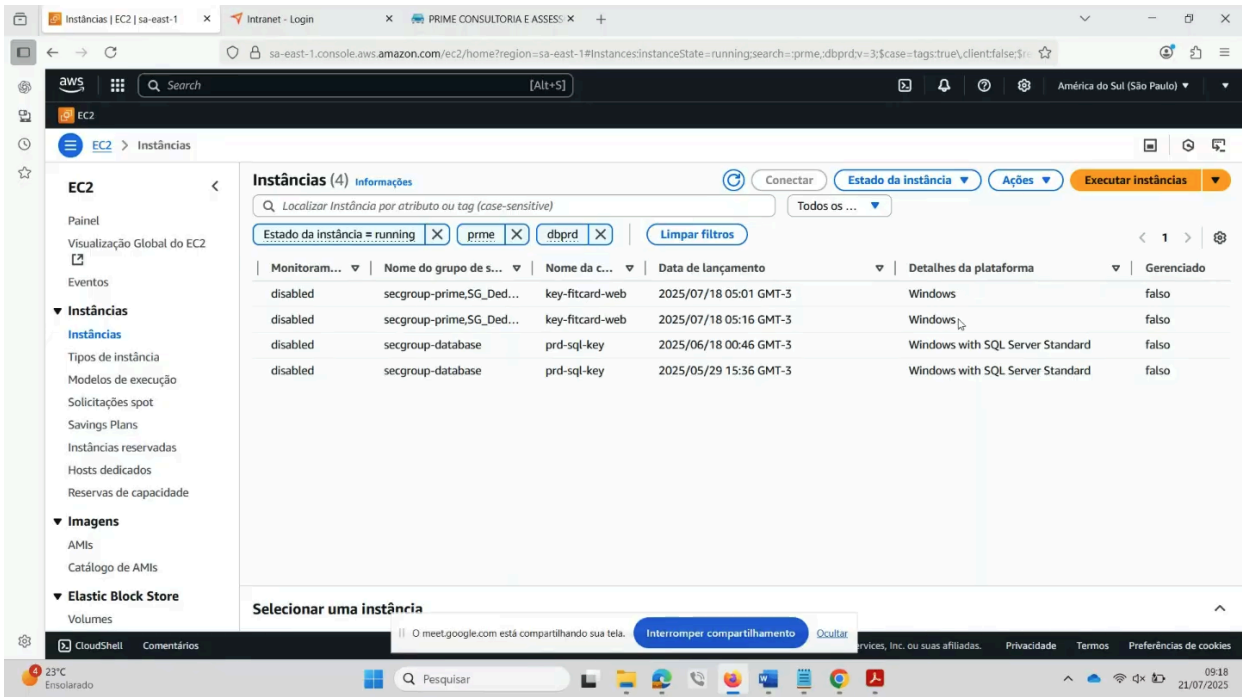 Instâncias | EC2 | sa-east-1
Intranet - Login
PRIME CONSULTORIA E ASSESS
sa-east-1.console.aws.amazon.com/ec2/home?region=sa-east-1#Instances:instanceState=running;search=:prme,:dbprd;v=3;$case=tags:true\,client:false;$re
aws
Search
[Alt+S]
América do Sul (São Paulo)
EC2
EC2 > Instâncias
EC2
Painel
Visualização Global do EC2
Eventos
Instâncias
Instâncias
Tipos de instância
Modelos de execução
Solicitações spot
Savings Plans
Instâncias reservadas
Hosts dedicados
Reservas de capacidade
Imagens
AMIs
Catálogo de AMIs
Elastic Block Store
Volumes
Instâncias (4) Informações
Conectar
Estado da instância
Ações
Executar instâncias
Localizar Instância por atributo ou tag (case-sensitive)
Todos os ...
Estado da instância = running
prme
dbprd
Limpar filtros
1
Monitoram... Nome do grupo de s... Nome da c... Data de lançamento Detalhes da plataforma Gerenciado
disabled secgroup-prime,SG_Ded... key-fitcard-web 2025/07/18 05:01 GMT-3 Windows falso
disabled secgroup-prime,SG_Ded... key-fitcard-web 2025/07/18 05:16 GMT-3 Windows falso
disabled secgroup-database prd-sql-key 2025/06/18 00:46 GMT-3 Windows with SQL Server Standard falso
disabled secgroup-database prd-sql-key 2025/05/29 15:36 GMT-3 Windows with SQL Server Standard falso
Selecionar uma instância
O meet.google.com está compartilhando sua tela.
Interromper compartilhamento
Ocultar
CloudShell
Comentários
ervices, Inc. ou suas afiliadas.
Privacidade
Termos
Preferências de cookies
4
23°C
Ensolarado
Pesquisar
09:18
21/07/2025